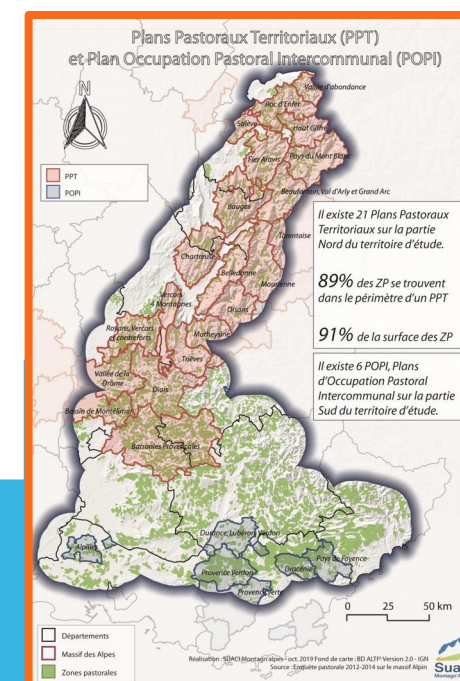 Plans Pastoraux Territoriaux (PPT)
et Plan Occupation Pastoral Intercommunal (POPI)
N
PPT
POPI
Vallée d'abondance
Roc d'Enfer
Salève
Haut Giffre
Fier Aravis
Pays du Mont Blanc
Beaufortain, Val d'Arly et Grand Arc
Bauges
Tarentaise
Chartreuse
Belledonne
Maurienne
Vercors
4 Montagnes
Oisans
Royans, Vercors
et contreforts
Matheysine
Trièves
Vallée de la
Drôme
Diois
Bassin de Montélimar
Baronnies Provençales
Il existe 21 Plans Pastoraux
Territoriaux sur la partie
Nord du territoire d'étude.
89% des ZP se trouvent
dans le périmètre d'un PPT
91% de la surface des ZP
Il existe 6 POPI, Plans
d'Occupation Pastoral
Intercommunal sur la partie
Sud du territoire d'étude.
Alpilles
Durance, Luberon, Verdon
Provence Verdon
Dracénie
Pays de Fayence
Provence Verte
0 25 50 km
Départements
Massif des Alpes
Zones pastorales
Réalisation : SUACI Montagn'alpes - oct. 2019 Fond de carte : BD ALTI® Version 2.0 - IGN
Source : Enquête pastorale 2012-2014 sur le massif Alpin